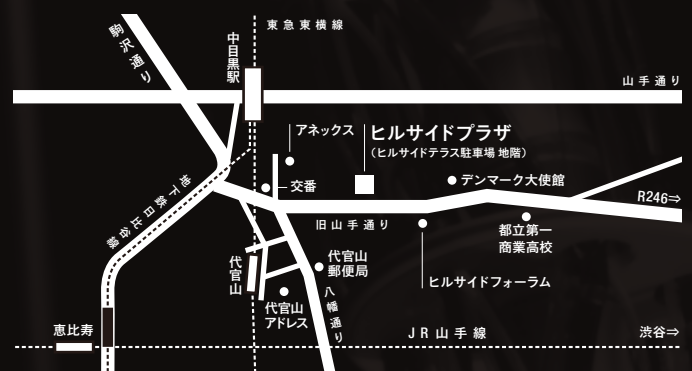 東急東横線
駒沢通り
中目黒駅
山手通り
アネックス
ヒルサイドプラザ
（ヒルサイドテラス駐車場 地階）
交番
デンマーク大使館
R246⇒
地下鉄日比谷線
旧山手通り
都立第一
商業高校
代官山
代官山
郵便局
ヒルサイドフォーラム
代官山
アドレス
八幡通り
恵比寿
JR山手線
渋谷⇒